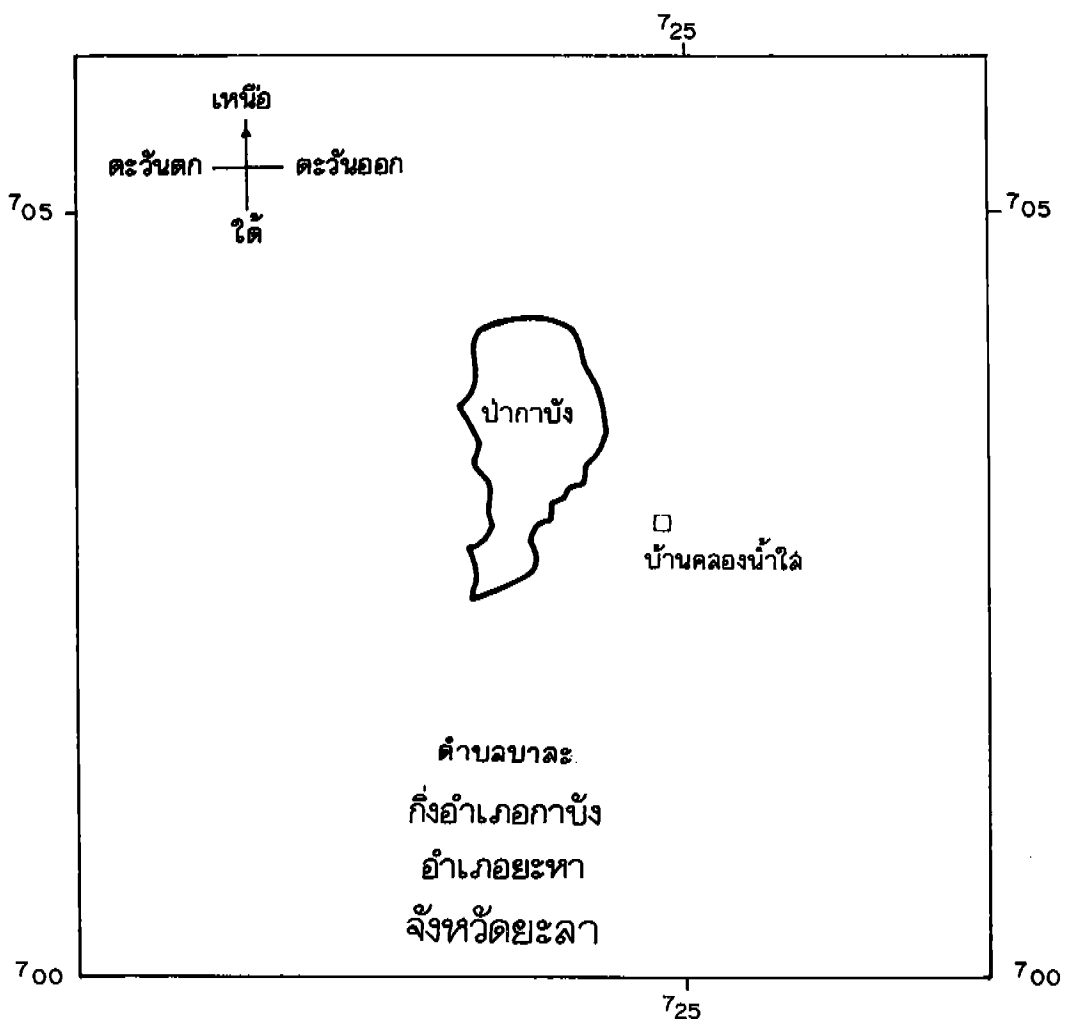 725
เหนือ
ตะวันตก ตะวันออก
ใต้
705 705
ป่ากาบัง
บ้านคลองน้ำใส
ตำบลบาละ
กิ่งอำเภอกาบัง
อำเภอยะหา
จังหวัดยะลา
700 700
725